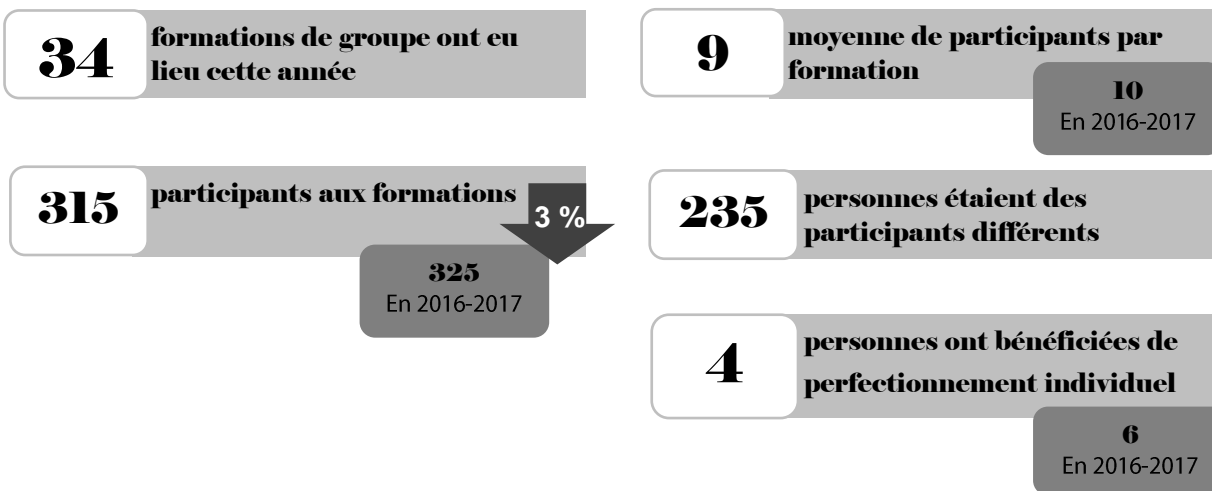 34
formations de groupe ont eu
lieu cette année
9
moyenne de participants par
formation
10
En 2016-2017
315
participants aux formations
3 %
325
En 2016-2017
235
personnes étaient des
participants différents
4
personnes ont bénéficiées de
perfectionnement individuel
6
En 2016-2017